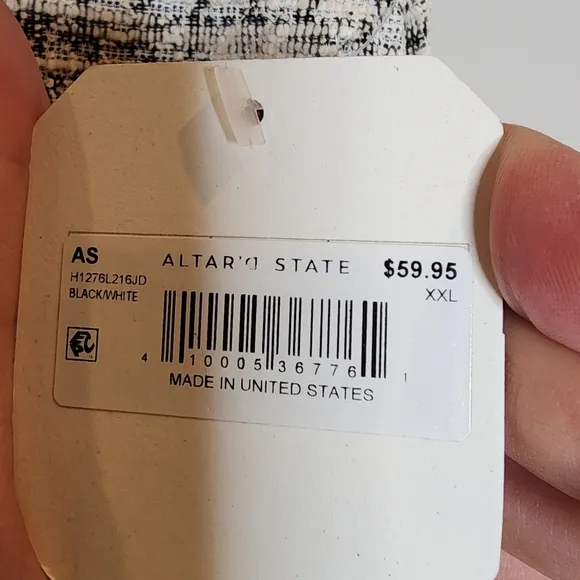 AS
ALTAR'D STATE
$59.95
H1276L216JD
XXL
BLACK/WHITE
4 10005 36776 1
MADE IN UNITED STATES